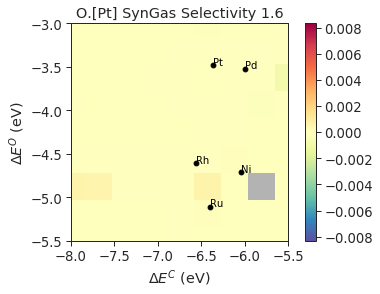 O.[Pt] SynGas Selectivity 1.6
−3.0
−3.5
−4.0
−4.5
−5.0
−5.5
ΔE^O (eV)
Pt
Pd
Rh
Ni
Ru
−8.0 −7.5 −7.0 −6.5 −6.0 −5.5
ΔE^C (eV)
0.008
0.006
0.004
0.002
0.000
−0.002
−0.004
−0.006
−0.008